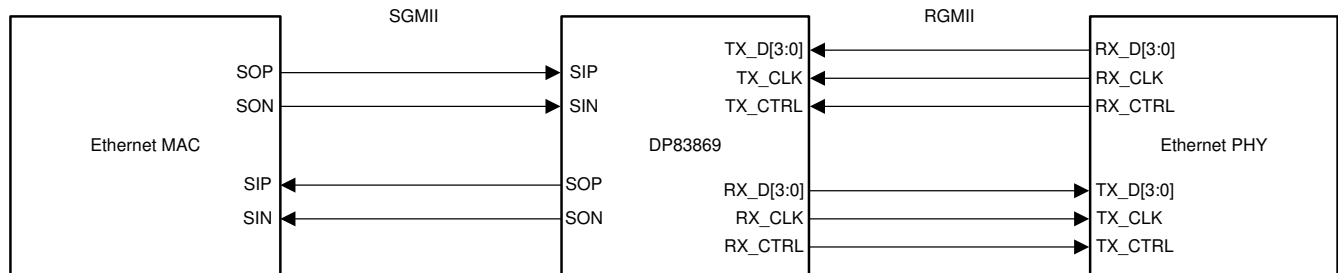 SGMII
RGMII
SOP
SON
Ethernet MAC
SIP
SIN
SIP
SIN
DP83869
SOP
SON
TX_D[3:0]
TX_CLK
TX_CTRL
RX_D[3:0]
RX_CLK
RX_CTRL
RX_D[3:0]
RX_CLK
RX_CTRL
Ethernet PHY
TX_D[3:0]
TX_CLK
TX_CTRL